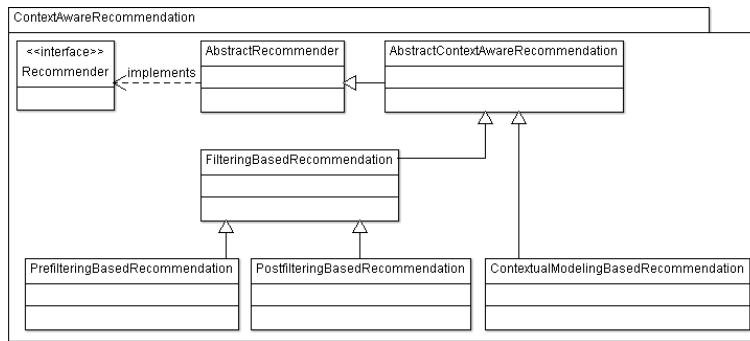 ContextAwareRecommendation
<<interface>>
Recommender
implements
AbstractRecommender
AbstractContextAwareRecommendation
FilteringBasedRecommendation
PrefilteringBasedRecommendation
PostfilteringBasedRecommendation
ContextualModelingBasedRecommendation